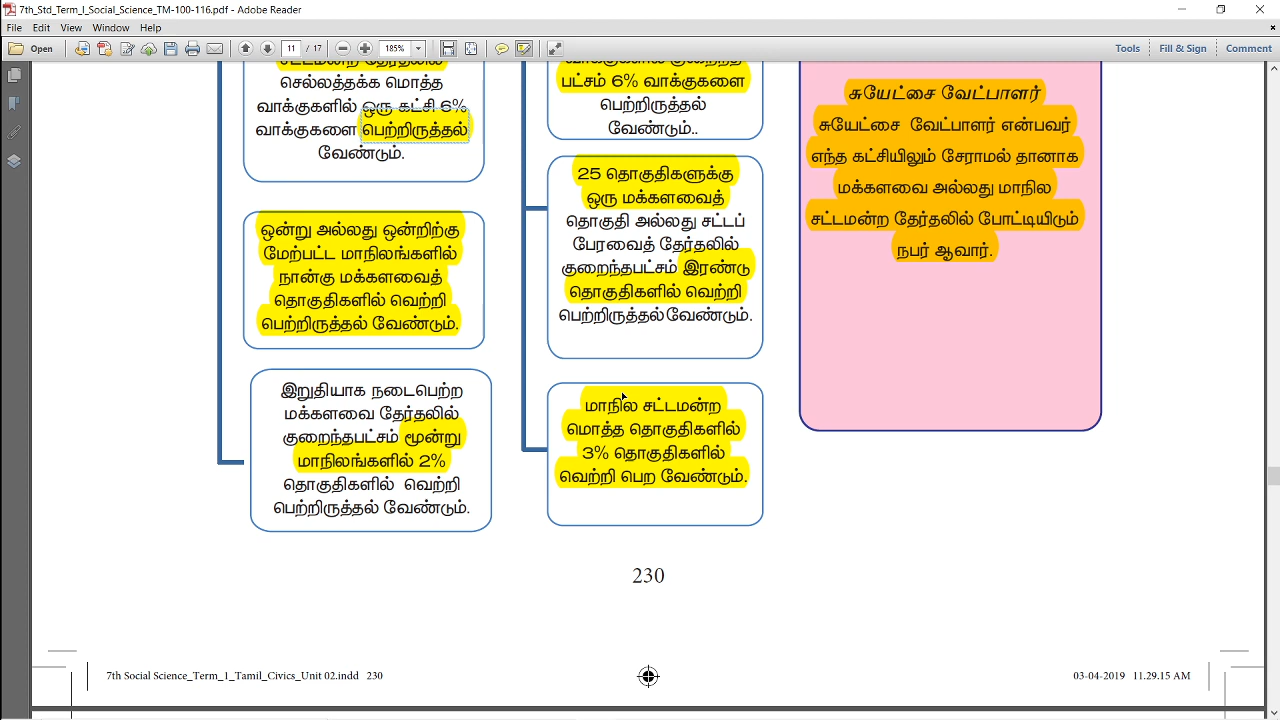 7th_Std_Term_I_Social_Science_TM-100-116.pdf - Adobe Reader
File Edit View Window Help
Open 11 / 17 185% Tools Fill & Sign Comment
சட்டமன்ற தேர்தலில்
செல்லத்தக்க மொத்த
வாக்குகளில் ஒரு கட்சி 6%
வாக்குகளை பெற்றிருத்தல்
வேண்டும்.
ஒன்று அல்லது ஒன்றிற்கு
மேற்பட்ட மாநிலங்களில்
நான்கு மக்களவைத்
தொகுதிகளில் வெற்றி
பெற்றிருத்தல் வேண்டும்.
இறுதியாக நடைபெற்ற
மக்களவை தேர்தலில்
குறைந்தபட்சம் மூன்று
மாநிலங்களில் 2%
தொகுதிகளில் வெற்றி
பெற்றிருத்தல் வேண்டும்.
வாக்குகளில் குறைந்த
பட்சம் 6% வாக்குகளை
பெற்றிருத்தல்
வேண்டும்..
25 தொகுதிகளுக்கு
ஒரு மக்களவைத்
தொகுதி அல்லது சட்டப்
பேரவைத் தேர்தலில்
குறைந்தபட்சம் இரண்டு
தொகுதிகளில் வெற்றி
பெற்றிருத்தல்வேண்டும்.
மாநில சட்டமன்ற
மொத்த தொகுதிகளில்
3% தொகுதிகளில்
வெற்றி பெற வேண்டும்.
சுயேட்சை வேட்பாளர்
சுயேட்சை வேட்பாளர் என்பவர்
எந்த கட்சியிலும் சேராமல் தானாக
மக்களவை அல்லது மாநில
சட்டமன்ற தேர்தலில் போட்டியிடும்
நபர் ஆவார்.
230
7th Social Science_Term_1_Tamil_Civics_Unit 02.indd 230
03-04-2019 11.29.15 AM